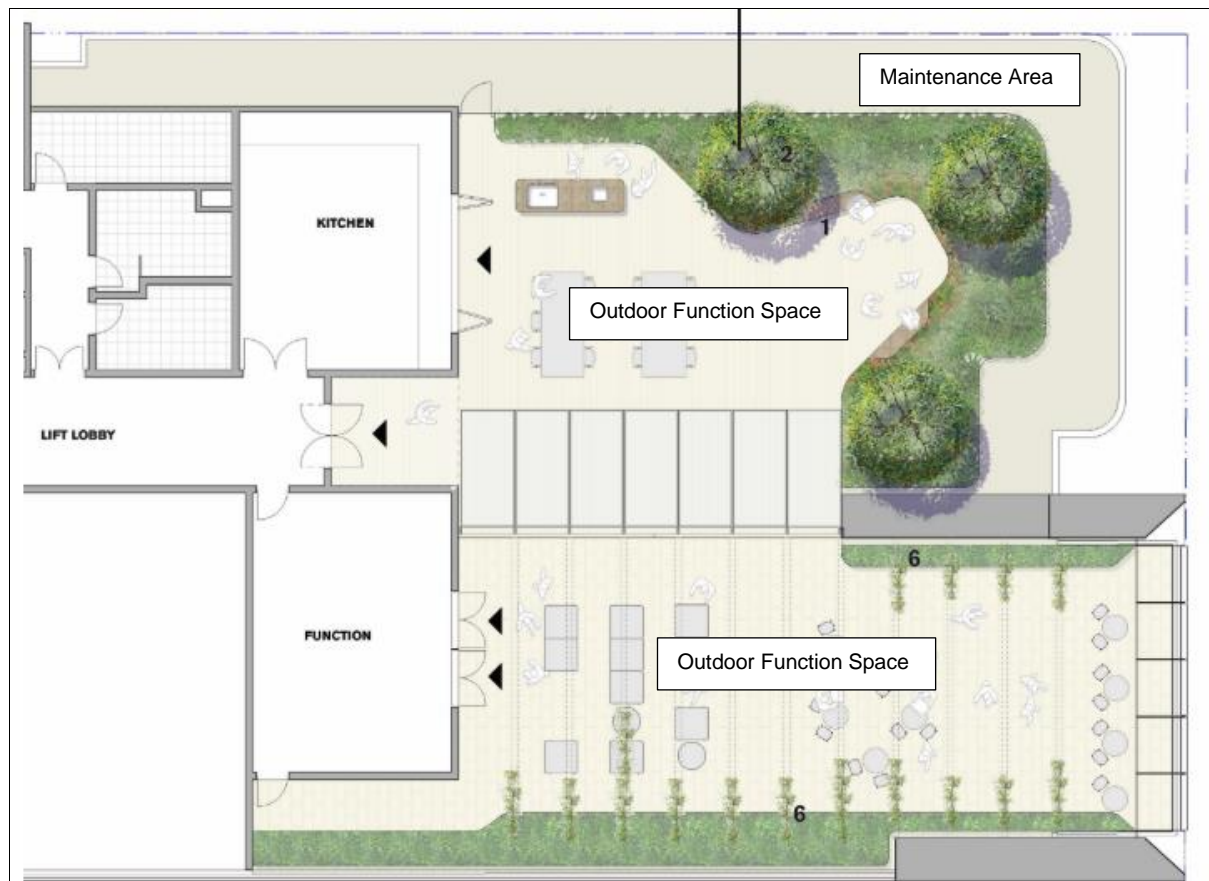 Maintenance Area
2
KITCHEN
1
Outdoor Function Space
LIFT LOBBY
6
FUNCTION
Outdoor Function Space
6